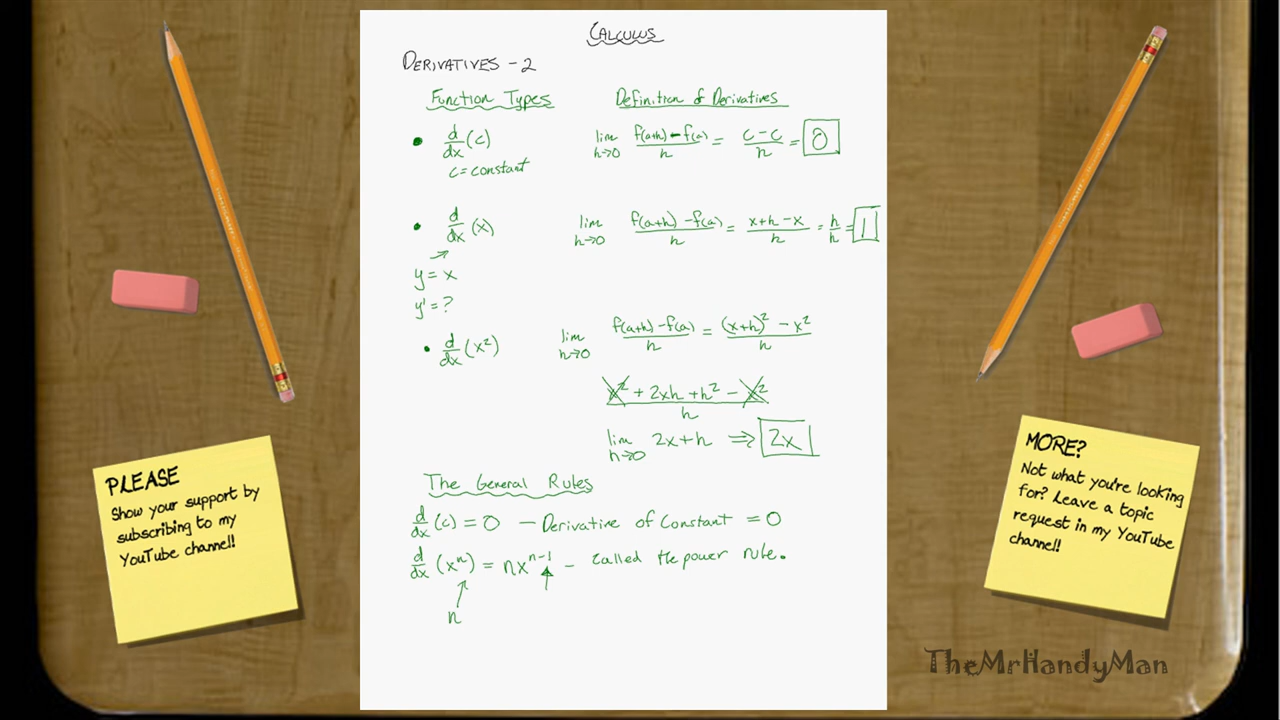 CALCULUS
DERIVATIVES - 2
Function Types
Definition of Derivatives
• d/dx (c)
lim h→0 f(a+h) - f(a) / h = c - c / h = 0
c = constant
• d/dx (x)
lim h→0 f(a+h) - f(a) / h = x + h - x / h = h/h = 1
y = x
y' = ?
• d/dx (x²)
lim h→0 f(a+h) - f(a) / h = (x+h)² - x² / h
x² + 2xh + h² - x² / h
lim h→0 2x + h ⇒ 2x
The General Rules
d/dx (c) = 0 — Derivative of Constant = 0
d/dx (xⁿ) = nxⁿ⁻¹ - called the power rule.
n
PLEASE
Show your support by
subscribing to my
YouTube channel!!
MORE?
Not what you're looking
for? Leave a topic
request in my YouTube
channel!!
TheMrHandyMan